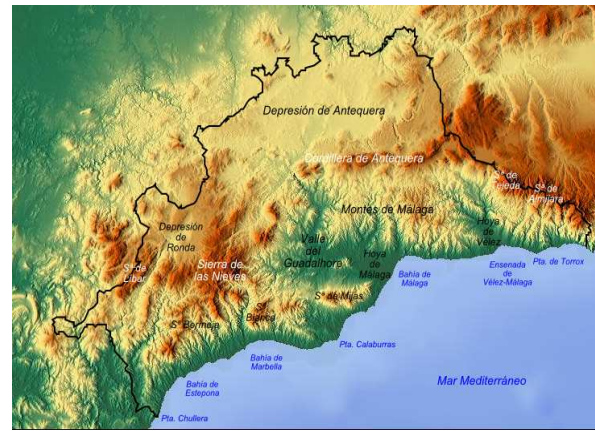 Depresión de Antequera
Cordillera de Antequera
Sª de
Tejeda
Sª de
Almijara
Montes de Málaga
Depresión
de
Ronda
Hoya
de
Vélez
Valle
del
Guadalhorce
Hoya
de
Málaga
Sª de
Líbar
Sierra de
las Nieves
Bahía de
Málaga
Ensenada
de
Vélez-Málaga
Pta. de Torrox
Sª de Mijas
Sª
Blanca
Sª Bermeja
Pta. Calaburras
Bahía de
Marbella
Bahía de
Estepona
Mar Mediterráneo
Pta. Chullera